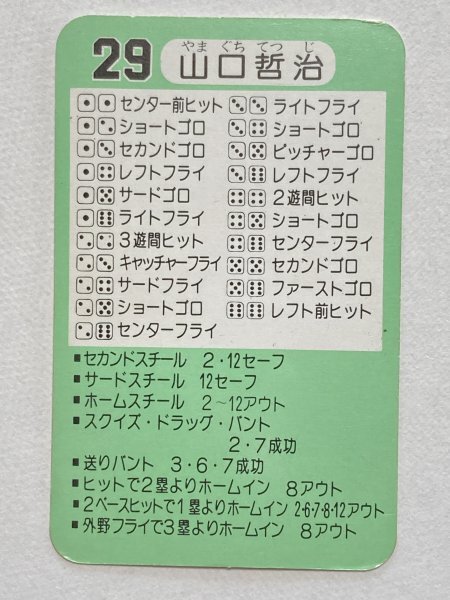 やま ぐち てつ じ
29 山口哲治
センター前ヒット
ショートゴロ
セカンドゴロ
レフトフライ
サードゴロ
ライトフライ
3遊間ヒット
キャッチャーフライ
サードフライ
ショートゴロ
センターフライ
ライトフライ
ショートゴロ
ピッチャーゴロ
レフトフライ
2遊間ヒット
ショートゴロ
センターフライ
セカンドゴロ
ファーストゴロ
レフト前ヒット
■セカンドスチール 2・12セーフ
■サードスチール 12セーフ
■ホームスチール 2~12アウト
■スクイズ・ドラッグ・バント
2・7成功
■送りバント 3・6・7成功
■ヒットで2塁よりホームイン 8アウト
■2ベースヒットで1塁よりホームイン 2・6・7・8・12アウト
■外野フライで3塁よりホームイン 8アウト